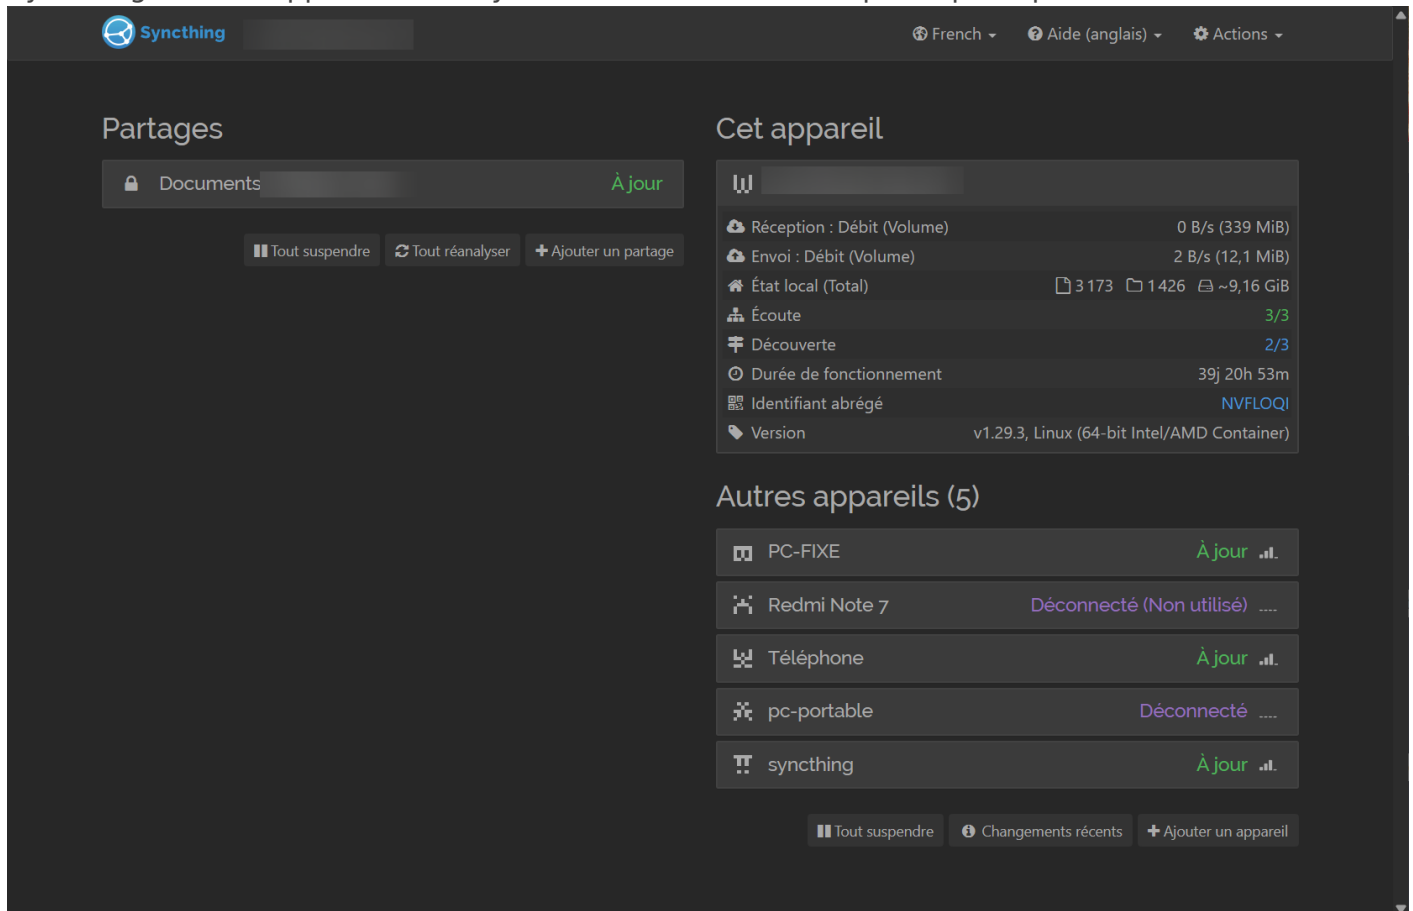 Syncthing
French
Aide (anglais)
Actions
Partages
Documents
À jour
Tout suspendre
Tout réanalyser
Ajouter un partage
Cet appareil
Réception : Débit (Volume) 0 B/s (339 MiB)
Envoi : Débit (Volume) 2 B/s (12,1 MiB)
État local (Total) 3 173 1 426 ~9,16 GiB
Écoute 3/3
Découverte 2/3
Durée de fonctionnement 39j 20h 53m
Identifiant abrégé NVFLOQI
Version v1.29.3, Linux (64-bit Intel/AMD Container)
Autres appareils (5)
PC-FIXE À jour
Redmi Note 7 Déconnecté (Non utilisé)
Téléphone À jour
pc-portable Déconnecté
syncthing À jour
Tout suspendre
Changements récents
Ajouter un appareil